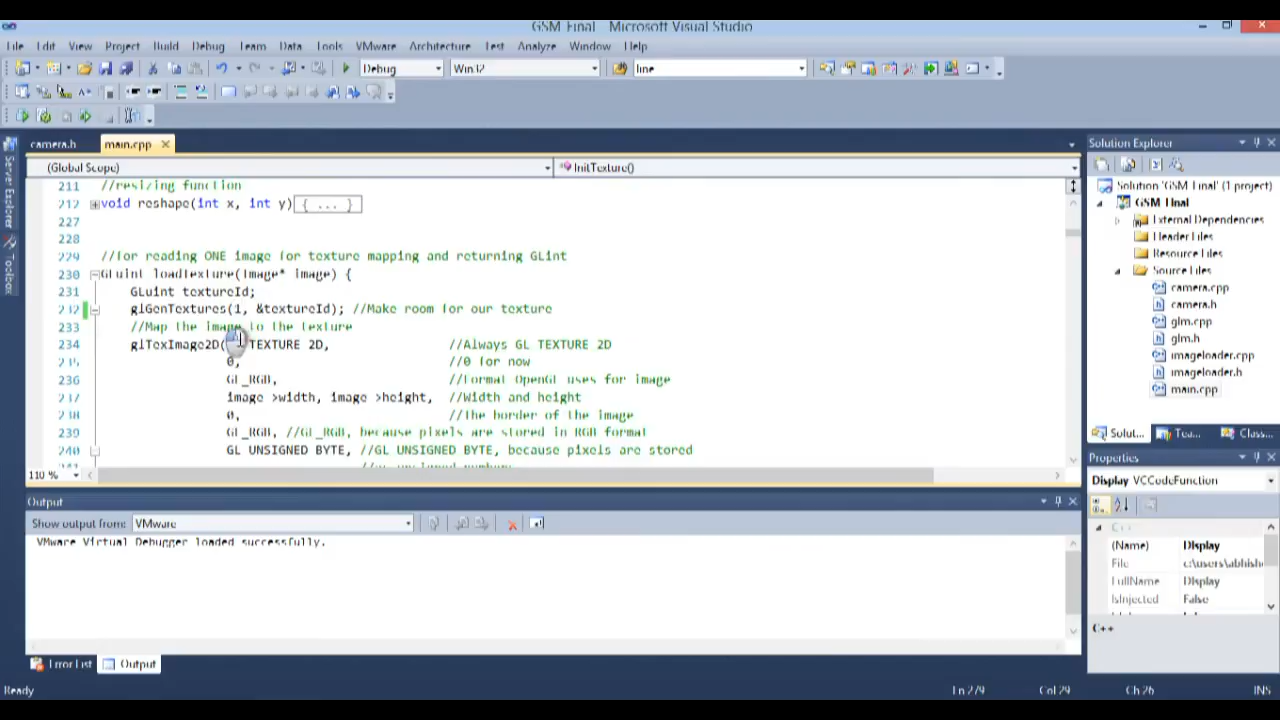 GSM Final - Microsoft Visual Studio
File Edit View Project Build Debug Team Data Tools VMware Architecture Test Analyze Window Help
Debug Win32 line
camera.h main.cpp
(Global Scope) InitTexture()
211 //resizing function
212 void reshape(int x, int y) { ... }
227
228
229 //for reading ONE image for texture mapping and returning GLint
230 GLuint loadTexture(Image* image) {
231 GLuint textureId;
232 glGenTextures(1, &textureId); //Make room for our texture
233 //Map the image to the texture
234 glTexImage2D( TEXTURE_2D, //Always GL_TEXTURE_2D
235 0, //0 for now
236 GL_RGB, //Format OpenGL uses for image
237 image->width, image->height, //Width and height
238 0, //The border of the image
239 GL_RGB, //GL_RGB, because pixels are stored in RGB format
240 GL_UNSIGNED_BYTE, //GL_UNSIGNED_BYTE, because pixels are stored
110 %
Output
Show output from: VMware
VMware Virtual Debugger loaded successfully.
Error List Output
Ready Ln 279 Col 29 Ch 26 INS
Server Explorer
Toolbox
Solution Explorer
Solution 'GSM Final' (1 project)
GSM Final
External Dependencies
Header Files
Resource Files
Source Files
camera.cpp
camera.h
glm.cpp
glm.h
imageloader.cpp
imageloader.h
main.cpp
Solut... Tea... Class...
Properties
Display VCCodeFunction
C++
(Name) Display
File c:\users\abhish
FullName Display
IsInjected False
C++